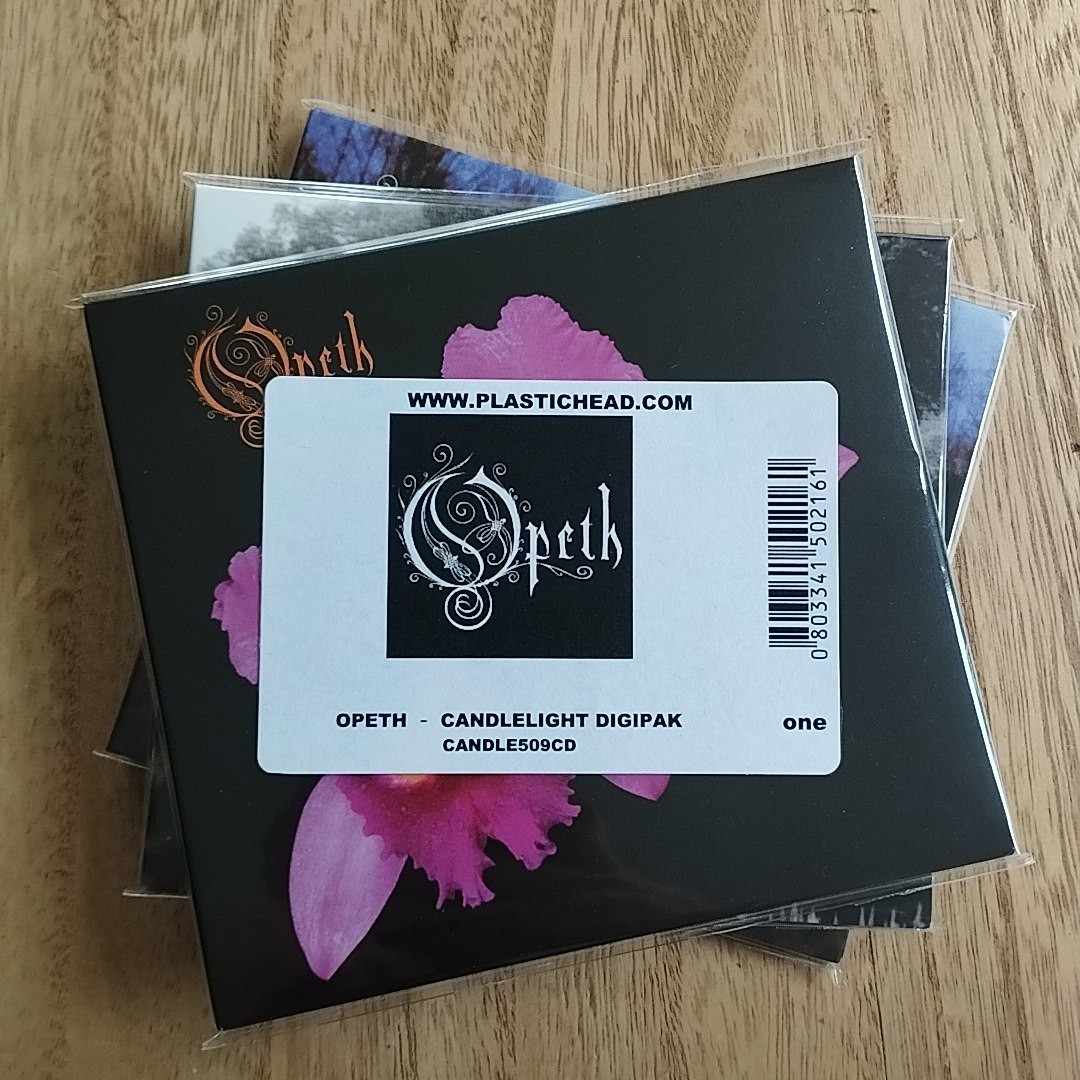 Opeth
WWW.PLASTICHEAD.COM
Opeth
0 803341 502161
OPETH - CANDLELIGHT DIGIPAK
CANDLE509CD
one